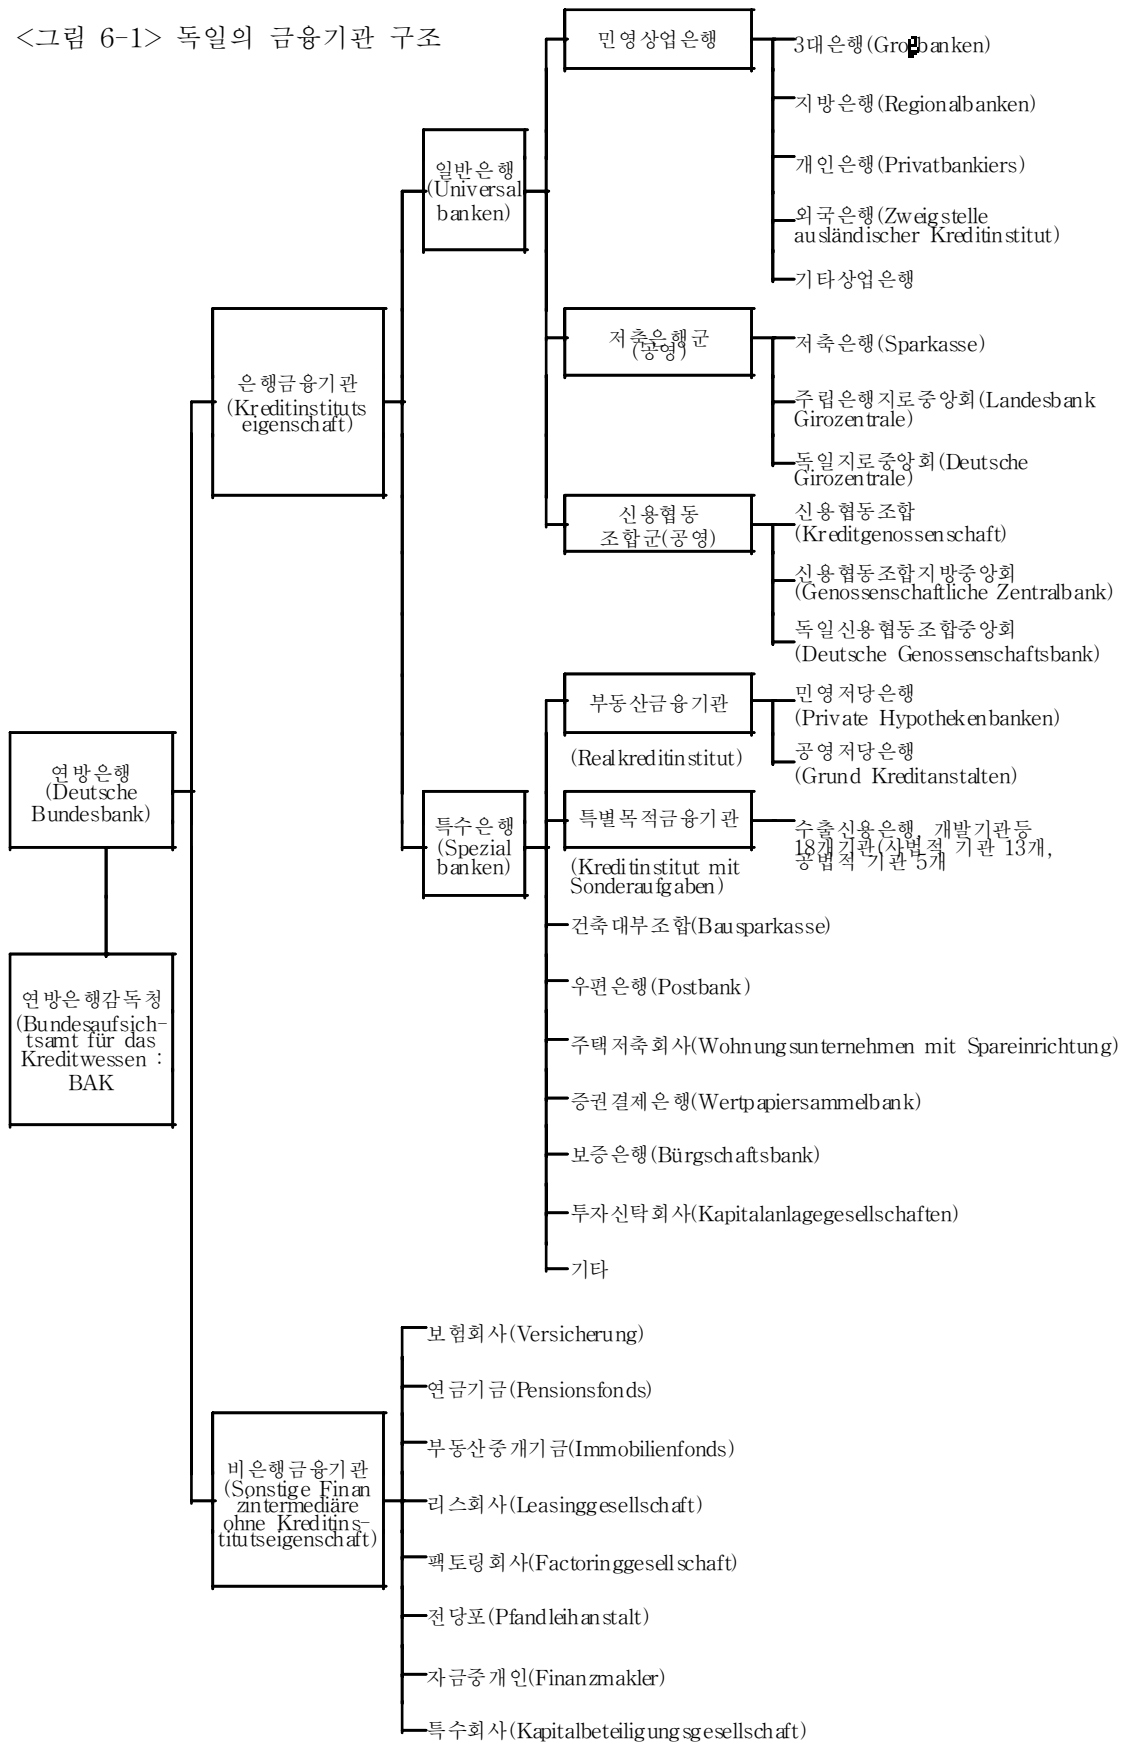 <그림 6-1> 독일의 금융기관 구조
민영상업은행
3대은행(Großbanken)
지방은행(Regionalbanken)
개인은행(Privatbankiers)
외국은행(Zweigstelle
ausländischer Kreditinstitut)
기타상업은행
일반은행
(Universal
banken)
저축은행군
(공영)
저축은행(Sparkasse)
주립은행지로중앙회(Landesbank
Girozentrale)
독일지로중앙회(Deutsche
Girozentrale)
은행금융기관
(Kreditinstituts
eigenschaft)
신용협동
조합군(공영)
신용협동조합
(Kreditgenossenschaft)
신용협동조합지방중앙회
(Genossenschaftliche Zentralbank)
독일신용협동조합중앙회
(Deutsche Genossenschaftsbank)
부동산금융기관
(Realkreditinstitut)
민영저당은행
(Private Hypothekenbanken)
공영저당은행
(Grund Kreditanstalten)
연방은행
(Deutsche
Bundesbank)
특수은행
(Spezial
banken)
특별목적금융기관
(Kreditinstitut mit
Sonderaufgaben)
수출신용은행, 개발기관등
18개기관(사법적 기관 13개,
공법적 기관 5개
건축대부조합(Bausparkasse)
우편은행(Postbank)
주택저축회사(Wohnungsunternehmen mit Spareinrichtung)
증권결제은행(Wertpapiersammelbank)
보증은행(Bürgschaftsbank)
투자신탁회사(Kapitalanlagegesellschaften)
기타
연방은행감독청
(Bundesaufsich-
tsamt für das
Kreditwessen :
BAK
비은행금융기관
(Sonstige Finan
zintermediäre
ohne Kreditins-
titutseigenschaft)
보험회사(Versicherung)
연금기금(Pensionsfonds)
부동산중개기금(Immobilienfonds)
리스회사(Leasinggesellschaft)
팩토링회사(Factoringgesellschaft)
전당포(Pfandleihanstalt)
자금중개인(Finanzmakler)
특수회사(Kapitalbeteiligungsgesellschaft)